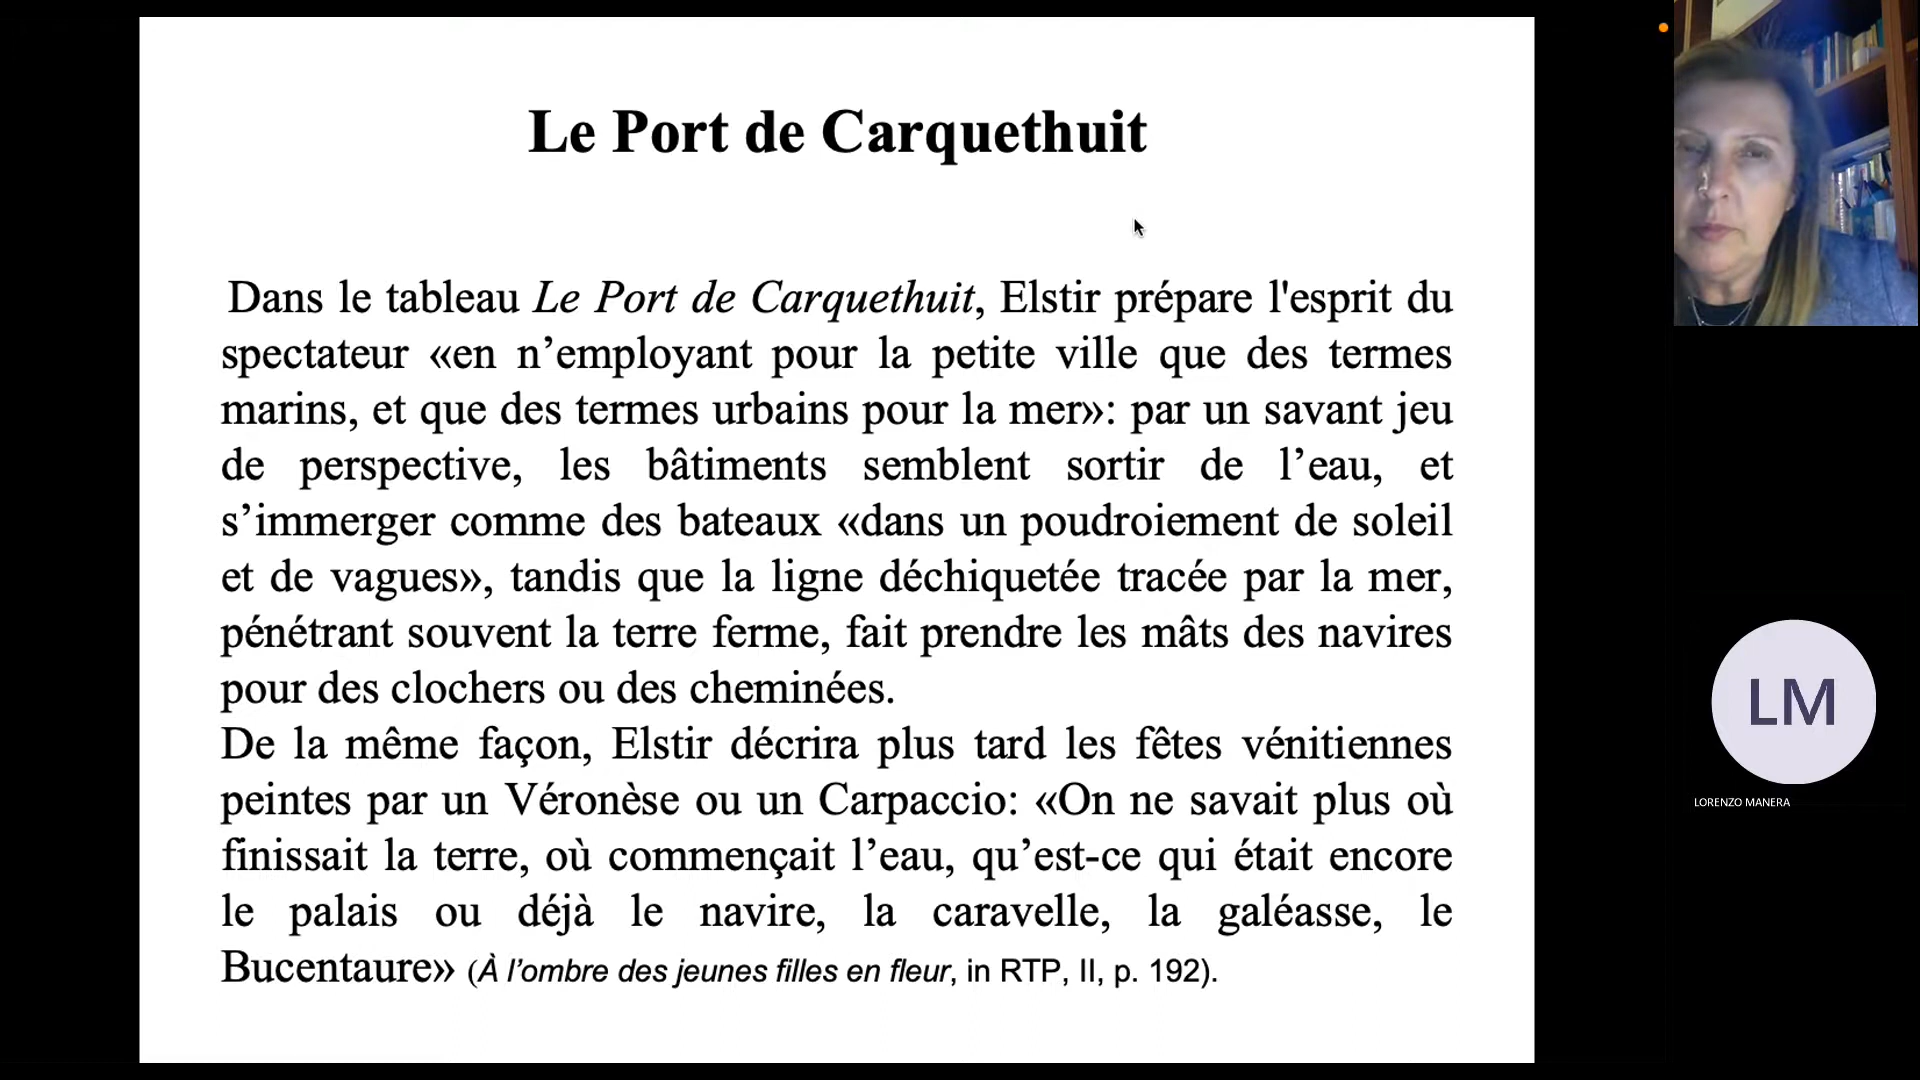 Le Port de Carquethuit
Dans le tableau Le Port de Carquethuit, Elstir prépare l'esprit du
spectateur «en n’employant pour la petite ville que des termes
marins, et que des termes urbains pour la mer»: par un savant jeu
de perspective, les bâtiments semblent sortir de l’eau, et
s’immerger comme des bateaux «dans un poudroiement de soleil
et de vagues», tandis que la ligne déchiquetée tracée par la mer,
pénétrant souvent la terre ferme, fait prendre les mâts des navires
pour des clochers ou des cheminées.
De la même façon, Elstir décrira plus tard les fêtes vénitiennes
peintes par un Véronèse ou un Carpaccio: «On ne savait plus où
finissait la terre, où commençait l’eau, qu’est-ce qui était encore
le palais ou déjà le navire, la caravelle, la galéasse, le
Bucentaure» (À l’ombre des jeunes filles en fleur, in RTP, II, p. 192).
LM
LORENZO MANERA